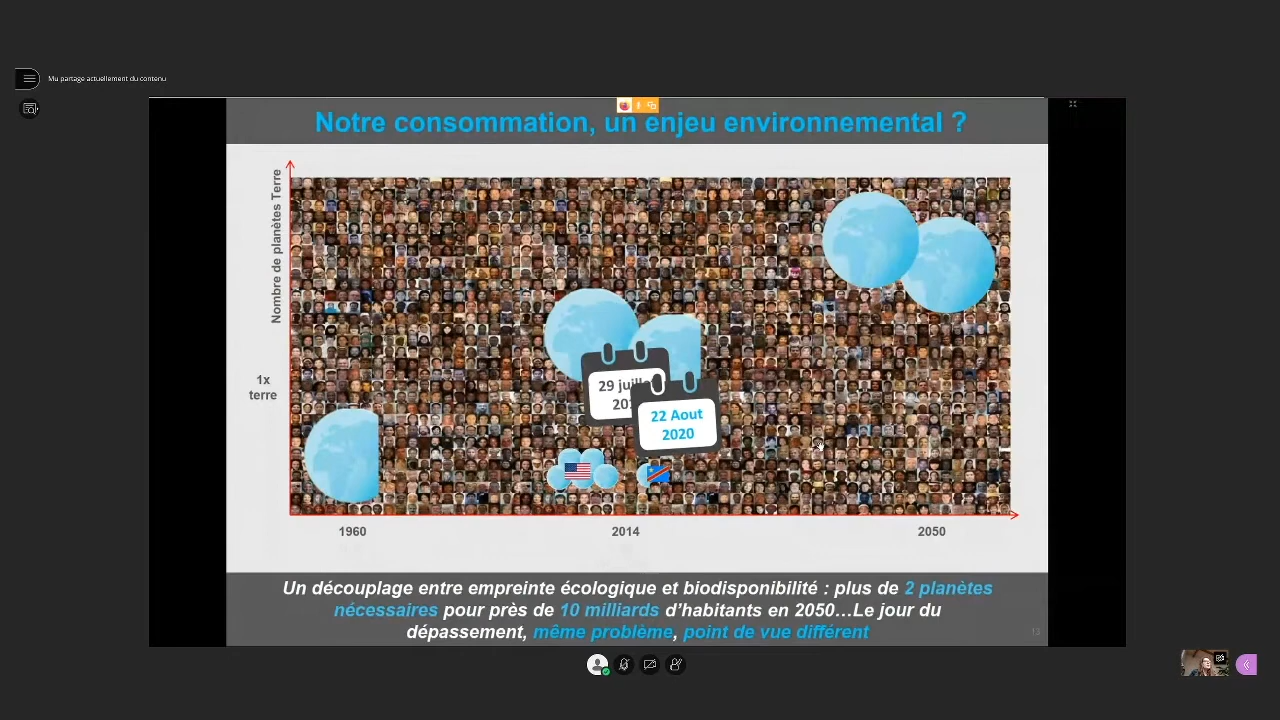 Mu partage actuellement du contenu
Notre consommation, un enjeu environnemental ?
Nombre de planètes Terre
1x
terre
29
22 Aout
2020
1960
2014
2050
Un découplage entre empreinte écologique et biodisponibilité : plus de 2 planètes
nécessaires pour près de 10 milliards d’habitants en 2050…Le jour du
dépassement, même problème, point de vue différent
13